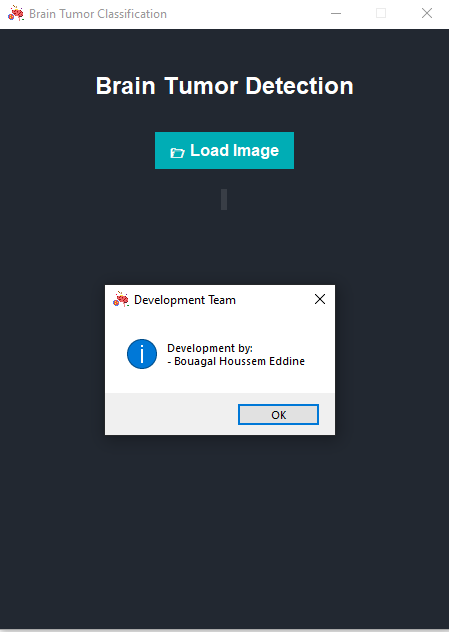 Brain Tumor Classification
Brain Tumor Detection
Load Image
Development Team
Development by:
- Bouagal Houssem Eddine
OK